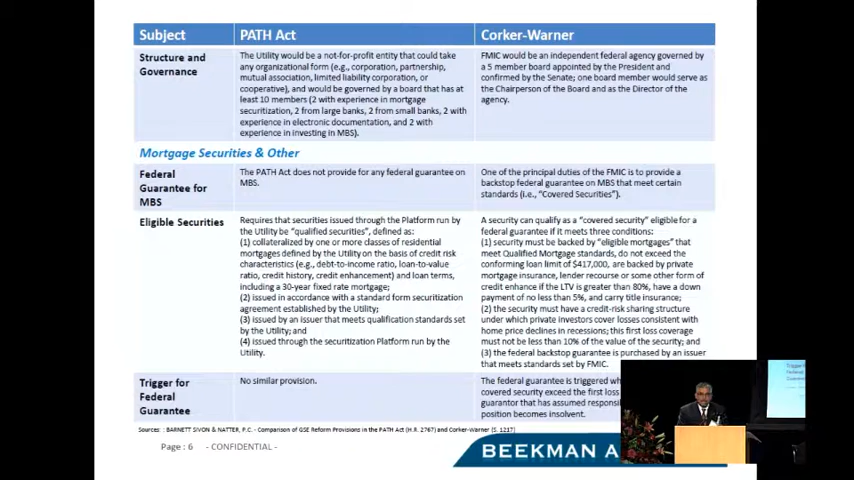 Subject PATH Act Corker-Warner
Structure and
Governance
The Utility would be a not-for-profit entity that could take
any organizational form (e.g., corporation, partnership,
mutual association, limited liability corporation, or
cooperative), and would be governed by a board that has at
least 10 members (2 with experience in mortgage
securitization, 2 from large banks, 2 from small banks, 2 with
experience in electronic documentation, and 2 with
experience in investing in MBS).
FMIC would be an independent federal agency governed by
a 5 member board appointed by the President and
confirmed by the Senate; one board member would serve as
the Chairperson of the Board and as the Director of the
agency.
Mortgage Securities & Other
Federal
Guarantee for
MBS
The PATH Act does not provide for any federal guarantee on
MBS.
One of the principal duties of the FMIC is to provide a
backstop federal guarantee on MBS that meet certain
standards (i.e., “Covered Securities”).
Eligible Securities
Requires that securities issued through the Platform run by
the Utility be “qualified securities”, defined as:
(1) collateralized by one or more classes of residential
mortgages defined by the Utility on the basis of credit risk
characteristics (e.g., debt-to-income ratio, loan-to-value
ratio, credit history, credit enhancement) and loan terms,
including a 30-year fixed rate mortgage;
(2) issued in accordance with a standard form securitization
agreement established by the Utility;
(3) issued by an issuer that meets qualification standards set
by the Utility; and
(4) issued through the securitization Platform run by the
Utility.
A security can qualify as a “covered security” eligible for a
federal guarantee if it meets three conditions:
(1) security must be backed by “eligible mortgages” that
meet Qualified Mortgage standards, do not exceed the
conforming loan limit of $417,000, are backed by private
mortgage insurance, lender recourse or some other form of
credit enhance if the LTV is greater than 80%, have a down
payment of no less than 5%, and carry title insurance;
(2) the security must have a credit-risk sharing structure
under which private investors cover losses consistent with
home price declines in recessions; this first loss coverage
must not be less than 10% of the value of the security; and
(3) the federal backstop guarantee is purchased by an issuer
that meets standards set by FMIC.
Trigger for
Federal
Guarantee
No similar provision.
The federal guarantee is triggered
covered security exceed the first loss
guarantor that has assumed
position becomes insolvent.
Sources: : BARNETT SIVON & NATTER, P.C. - Comparison of GSE Reform Provisions in the PATH Act (H.R. 2767) and Corker-Warner (S. 1217)
Page : 6 - CONFIDENTIAL -
BEEKMAN A